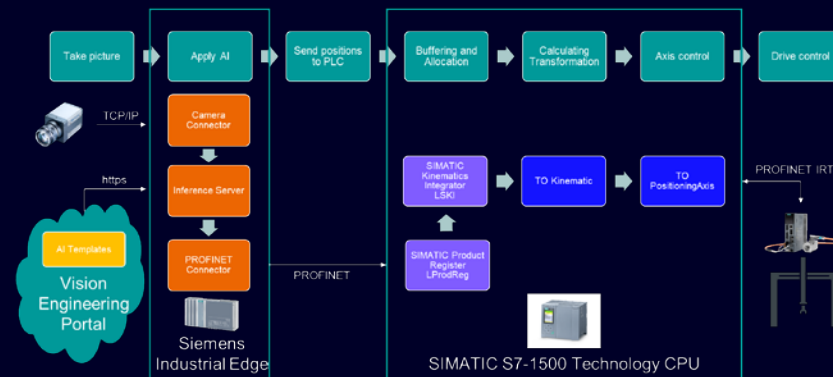 Take picture
Apply AI
Send positions
to PLC
Buffering and
Allocation
Calculating
Transformation
Axis control
Drive control
TCP/IP
Camera
Connector
https
Inference Server
SIMATIC
Kinematics
Integrator
LSKI
TO Kinematic
TO
PositioningAxis
PROFINET IRT
AI Templates
Vision
Engineering
Portal
PROFINET
Connector
PROFINET
SIMATIC Product
Register
LProdReg
Siemens
Industrial Edge
SIMATIC S7-1500 Technology CPU